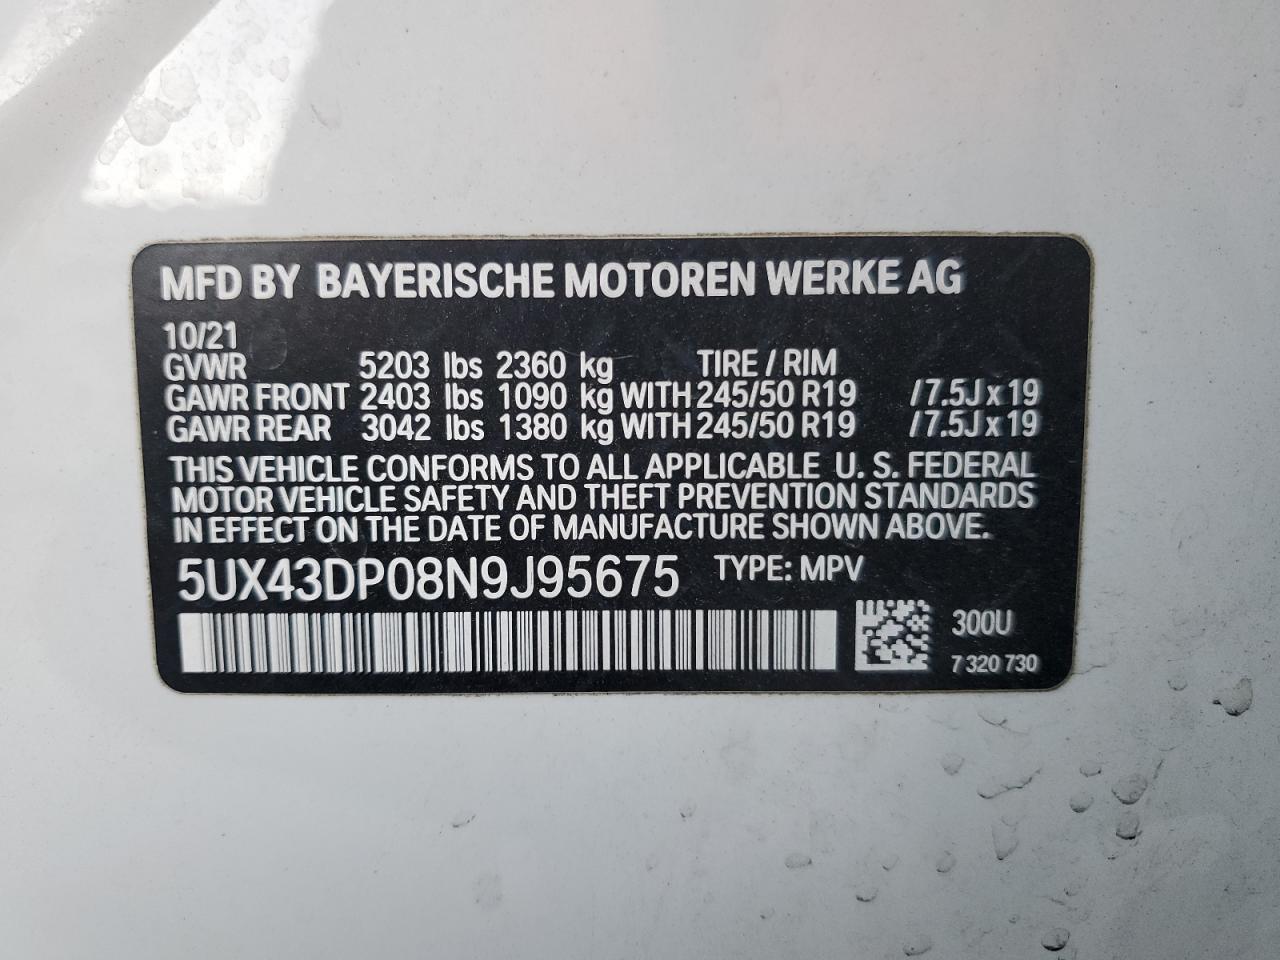 MFD BY BAYERISCHE MOTOREN WERKE AG
10/21
GVWR 5203 lbs 2360 kg TIRE / RIM
GAWR FRONT 2403 lbs 1090 kg WITH 245/50 R19 /7.5J x 19
GAWR REAR 3042 lbs 1380 kg WITH 245/50 R19 /7.5J x 19
THIS VEHICLE CONFORMS TO ALL APPLICABLE U. S. FEDERAL
MOTOR VEHICLE SAFETY AND THEFT PREVENTION STANDARDS
IN EFFECT ON THE DATE OF MANUFACTURE SHOWN ABOVE.
5UX43DP08N9J95675 TYPE: MPV
300U
7 320 730